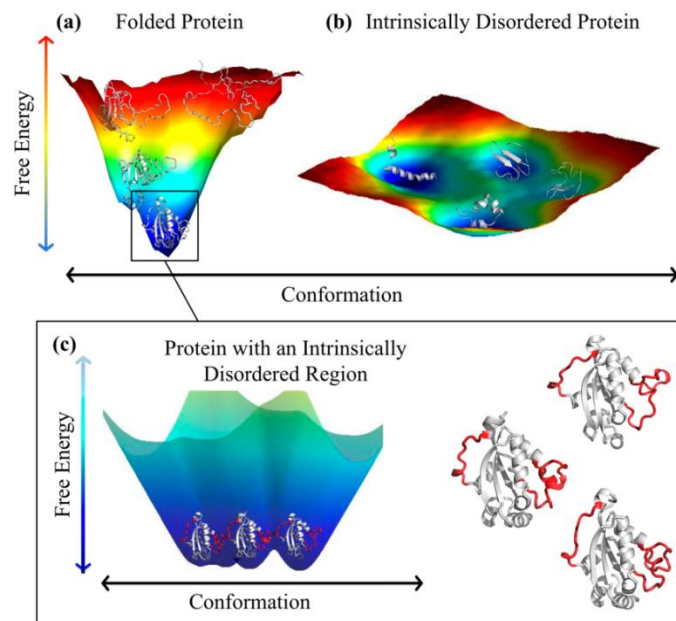 (a) Folded Protein
(b) Intrinsically Disordered Protein
Free Energy
Conformation
(c) Protein with an Intrinsically
Disordered Region
Free Energy
Conformation